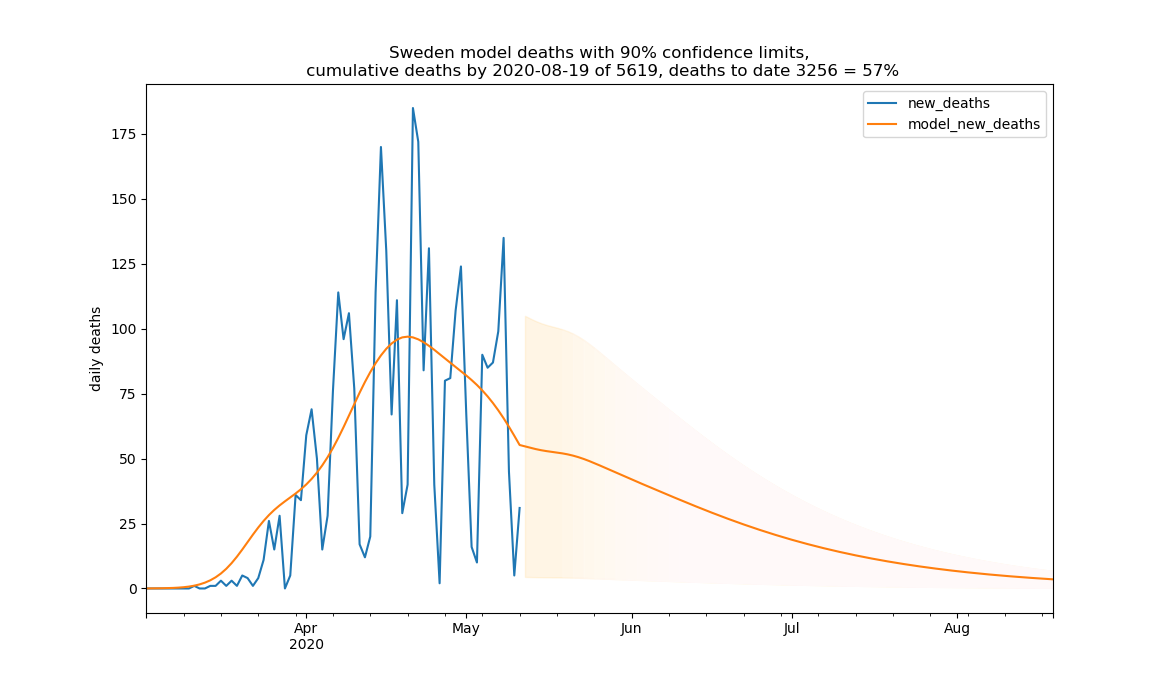 Sweden model deaths with 90% confidence limits,
cumulative deaths by 2020-08-19 of 5619, deaths to date 3256 = 57%
new_deaths
model_new_deaths
175
150
125
100
75
50
25
0
daily deaths
Apr
2020
May
Jun
Jul
Aug